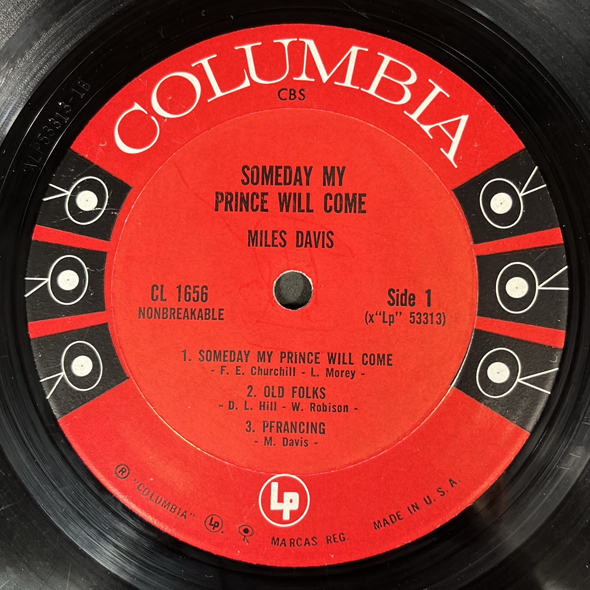 COLUMBIA
CBS
SOMEDAY MY
PRINCE WILL COME
MILES DAVIS
CL 1656
NONBREAKABLE
Side 1
(x"Lp" 53313)
1. SOMEDAY MY PRINCE WILL COME
- F. E. Churchill - L. Morey -
2. OLD FOLKS
- D. L. Hill - W. Robison -
3. PFRANCING
- M. Davis -
Lp
® "COLUMBIA" Lp. MARCAS REG. MADE IN U. S. A.